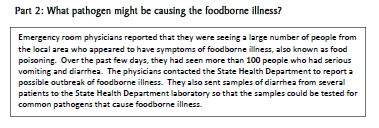 Part 2: What pathogen might be causing the foodborne illness?
Emergency room physicians reported that they were seeing a large number of people from
the local area who appeared to have symptoms of foodborne illness, also known as food
poisoning. Over the past few days, they had seen more than 100 people who had serious
vomiting and diarrhea. The physicians contacted the State Health Department to report a
possible outbreak of foodborne illness. They also sent samples of diarrhea from several
patients to the State Health Department laboratory so that the samples could be tested for
common pathogens that cause foodborne illness.